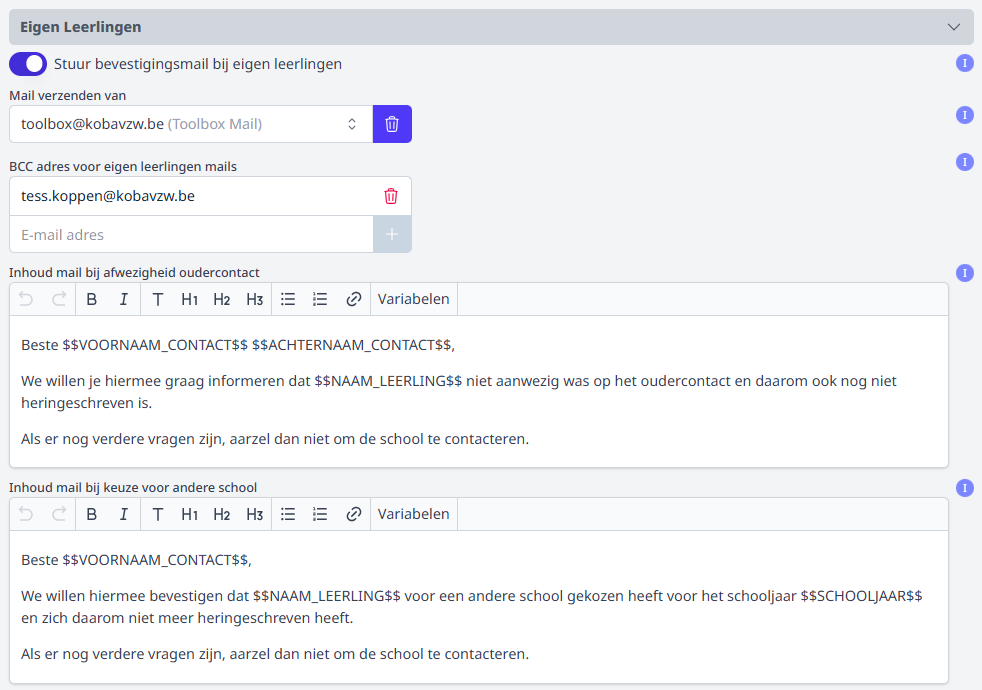 Eigen Leerlingen
Stuur bevestigingsmail bij eigen leerlingen
I
Mail verzenden van
toolbox@kobavzw.be (Toolbox Mail)
I
BCC adres voor eigen leerlingen mails
I
tess.koppen@kobavzw.be
E-mail adres
Inhoud mail bij afwezigheid oudercontact
I
B I T H1 H2 H3 Variabelen
Beste $$VOORNAAM_CONTACT$$ $$ACHTERNAAM_CONTACT$$,
We willen je hiermee graag informeren dat $$NAAM_LEERLING$$ niet aanwezig was op het oudercontact en daarom ook nog niet
heringeschreven is.
Als er nog verdere vragen zijn, aarzel dan niet om de school te contacteren.
Inhoud mail bij keuze voor andere school
I
B I T H1 H2 H3 Variabelen
Beste $$VOORNAAM_CONTACT$$,
We willen hiermee bevestigen dat $$NAAM_LEERLING$$ voor een andere school gekozen heeft voor het schooljaar $$SCHOOLJAAR$$
en zich daarom niet meer heringeschreven heeft.
Als er nog verdere vragen zijn, aarzel dan niet om de school te contacteren.